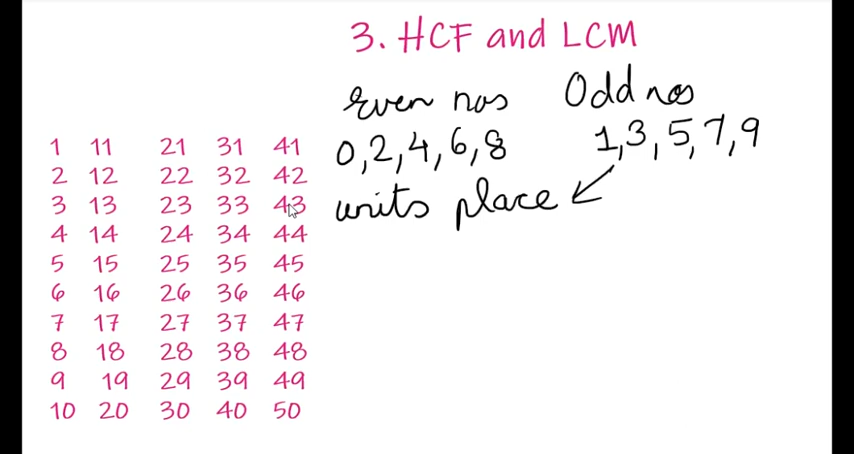 3. HCF and LCM
Even nos Odd nos
0,2,4,6,8 1,3,5,7,9
units place
1 11 21 31 41
2 12 22 32 42
3 13 23 33 43
4 14 24 34 44
5 15 25 35 45
6 16 26 36 46
7 17 27 37 47
8 18 28 38 48
9 19 29 39 49
10 20 30 40 50